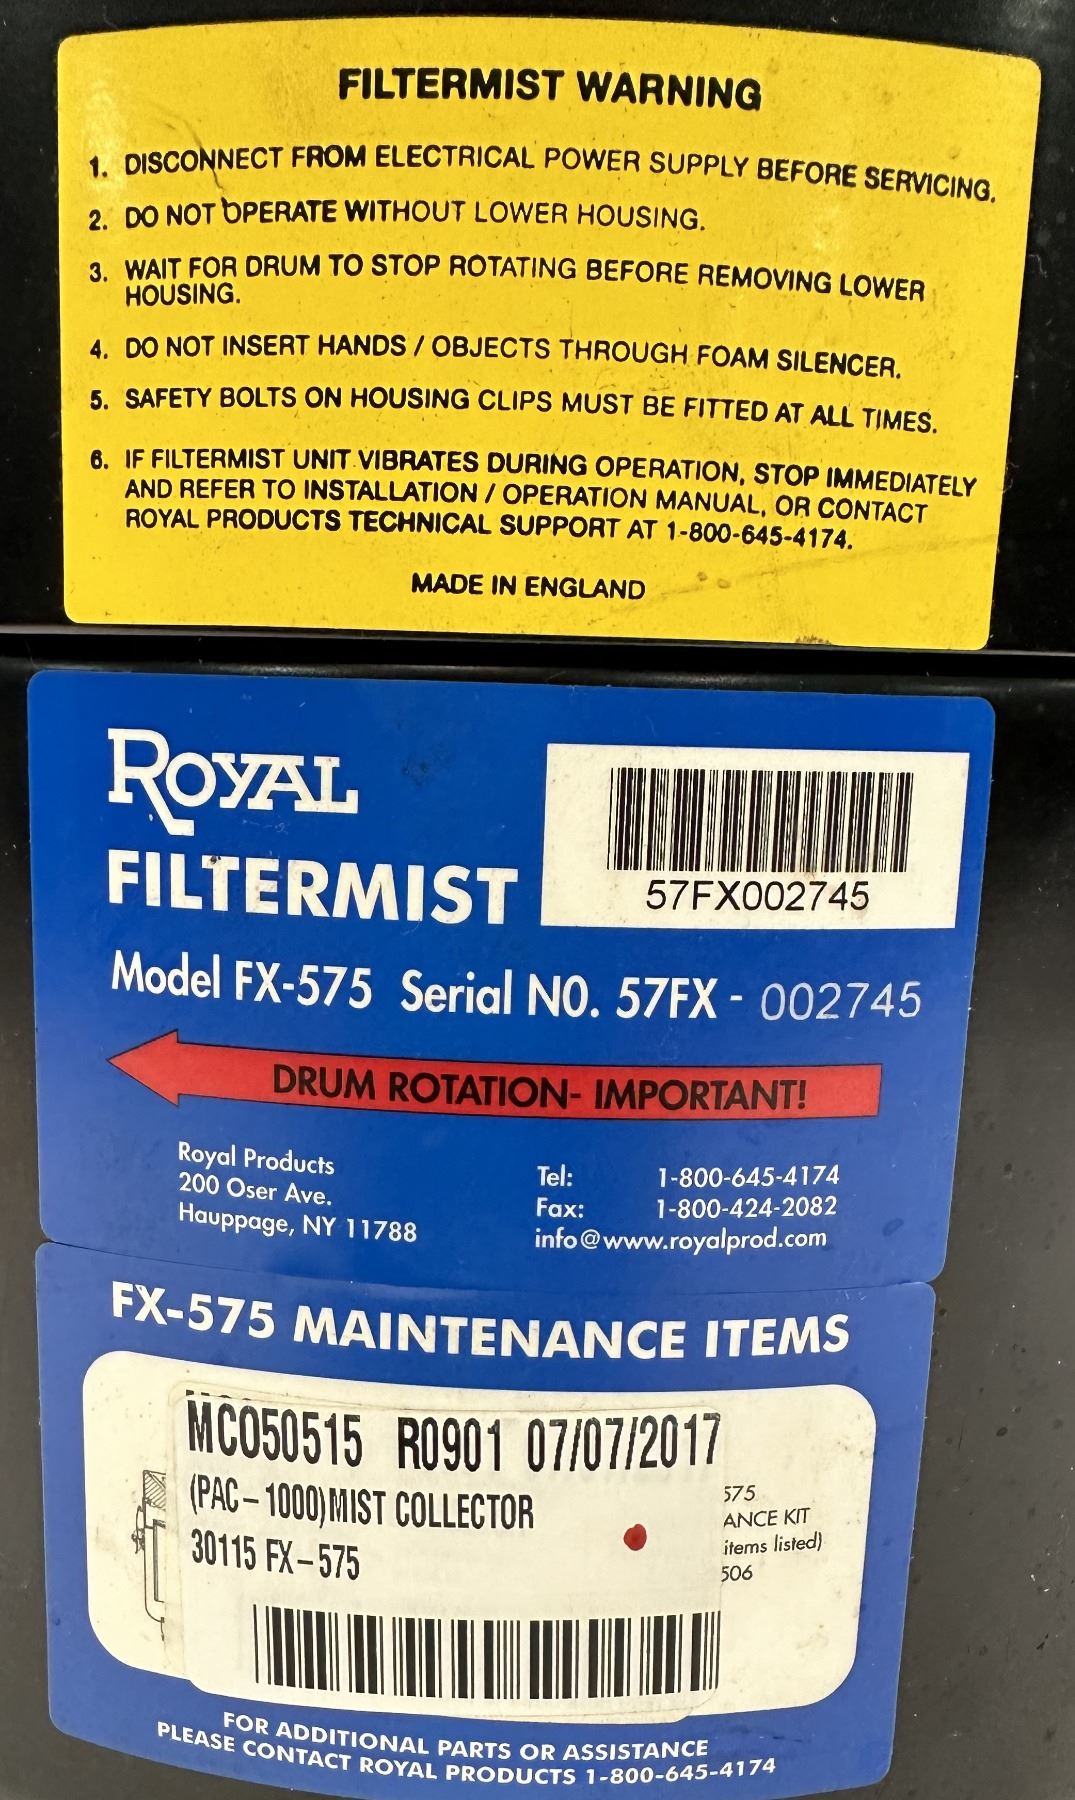 FILTERMIST WARNING
1. DISCONNECT FROM ELECTRICAL POWER SUPPLY BEFORE SERVICING.
2. DO NOT OPERATE WITHOUT LOWER HOUSING.
3. WAIT FOR DRUM TO STOP ROTATING BEFORE REMOVING LOWER
HOUSING.
4. DO NOT INSERT HANDS / OBJECTS THROUGH FOAM SILENCER.
5. SAFETY BOLTS ON HOUSING CLIPS MUST BE FITTED AT ALL TIMES.
6. IF FILTERMIST UNIT VIBRATES DURING OPERATION, STOP IMMEDIATELY
AND REFER TO INSTALLATION / OPERATION MANUAL, OR CONTACT
ROYAL PRODUCTS TECHNICAL SUPPORT AT 1-800-645-4174.
MADE IN ENGLAND
ROYAL
FILTERMIST
57FX002745
Model FX-575 Serial NO. 57FX - 002745
DRUM ROTATION- IMPORTANT!
Royal Products
200 Oser Ave.
Hauppage, NY 11788
Tel: 1-800-645-4174
Fax: 1-800-424-2082
info@www.royalprod.com
FX-575 MAINTENANCE ITEMS
MC050515 R0901 07/07/2017
(PAC-1000)MIST COLLECTOR
30115 FX-575
575
ANCE KIT
items listed)
506
FOR ADDITIONAL PARTS OR ASSISTANCE
PLEASE CONTACT ROYAL PRODUCTS 1-800-645-4174